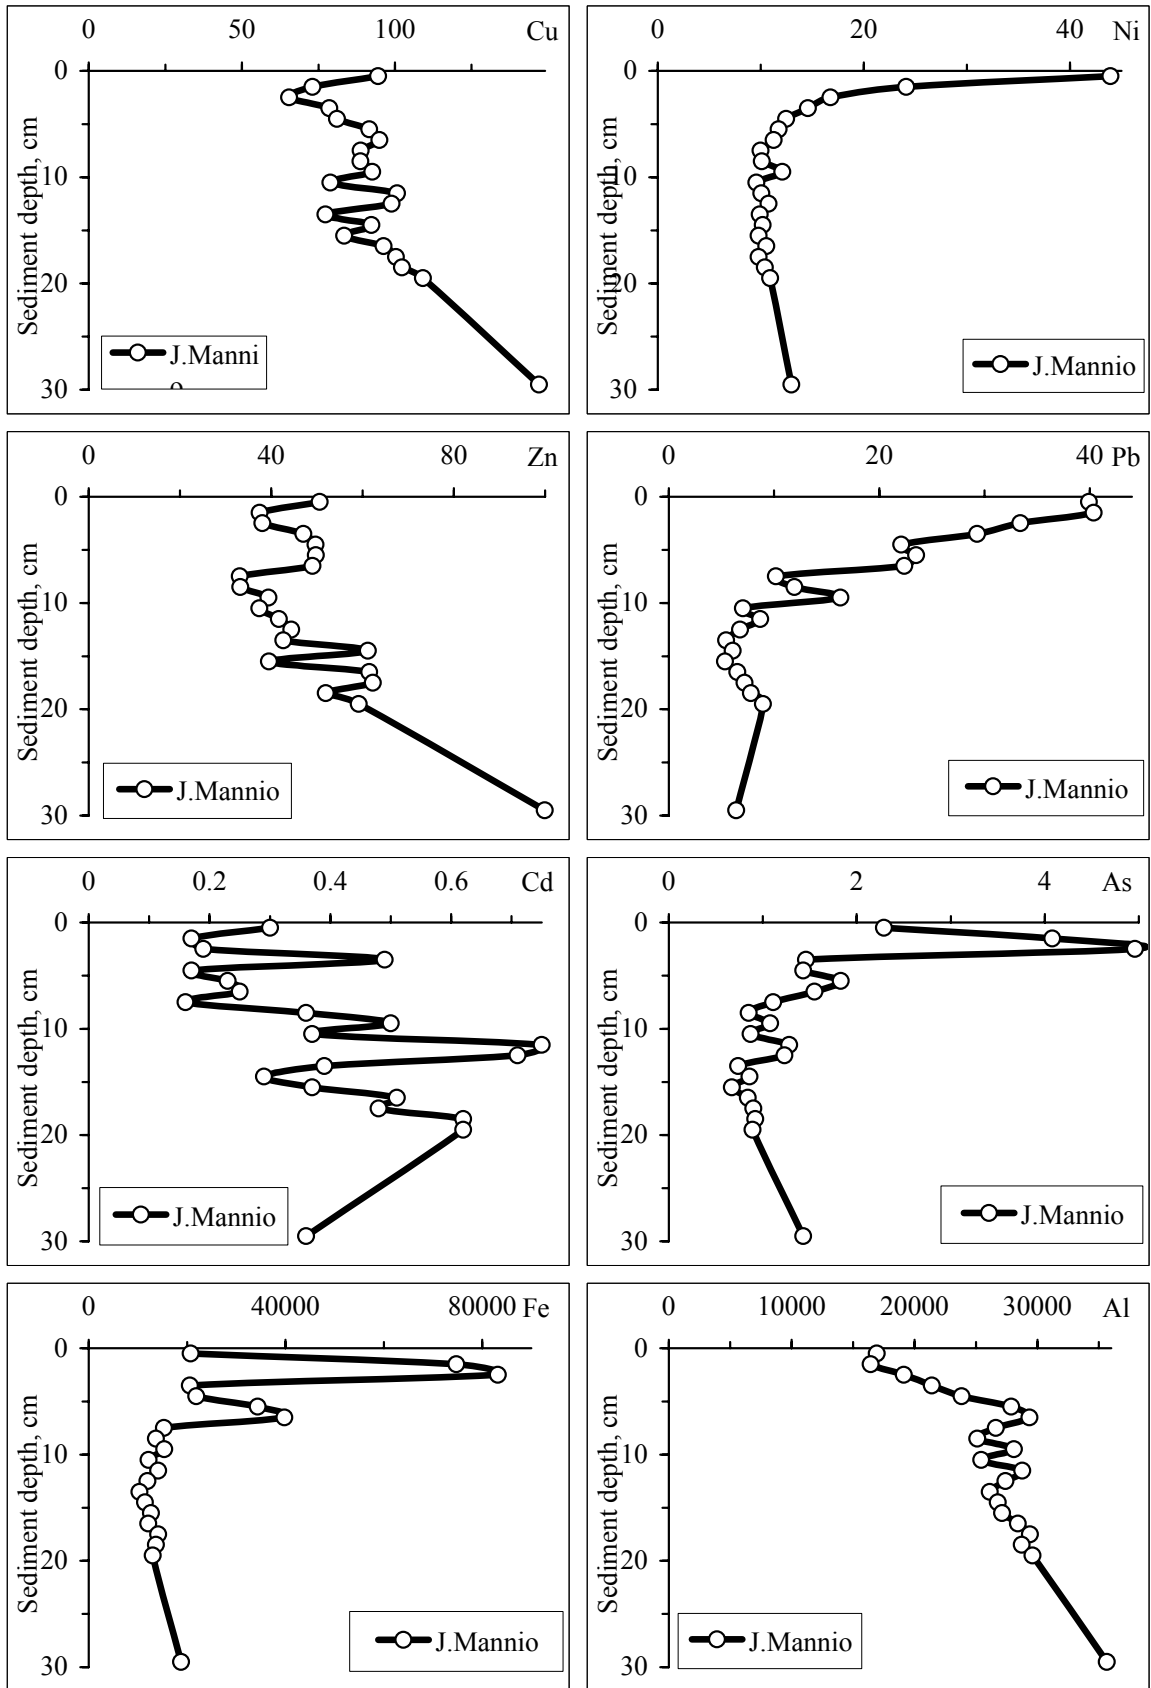 0 50 100 Cu
0
10
20
30
Sediment depth, cm
J.Manni
o
0 20 40 Ni
0
10
20
30
Sediment depth, cm
J.Mannio
0 40 80 Zn
0
10
20
30
Sediment depth, cm
J.Mannio
0 20 40 Pb
0
10
20
30
Sediment depth, cm
J.Mannio
0 0.2 0.4 0.6 Cd
0
10
20
30
Sediment depth, cm
J.Mannio
0 2 4 As
0
10
20
30
Sediment depth, cm
J.Mannio
0 40000 80000 Fe
0
10
20
30
Sediment depth, cm
J.Mannio
0 10000 20000 30000 Al
0
10
20
30
Sediment depth, cm
J.Mannio